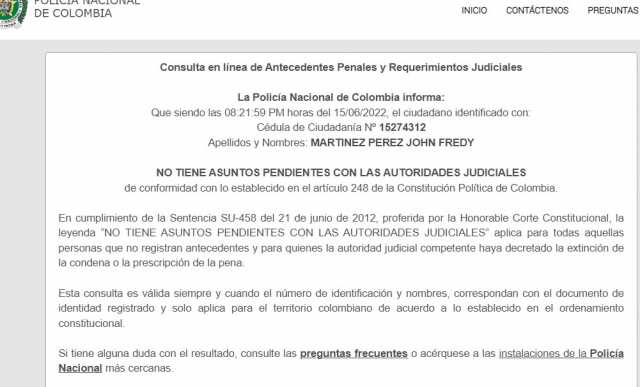 POLICÍA NACIONAL
DE COLOMBIA
INICIO CONTÁCTENOS PREGUNTAS
Consulta en línea de Antecedentes Penales y Requerimientos Judiciales
La Policía Nacional de Colombia informa:
Que siendo las 08:21:59 PM horas del 15/06/2022, el ciudadano identificado con:
Cédula de Ciudadanía Nº 15274312
Apellidos y Nombres: MARTINEZ PEREZ JOHN FREDY
NO TIENE ASUNTOS PENDIENTES CON LAS AUTORIDADES JUDICIALES
de conformidad con lo establecido en el artículo 248 de la Constitución Política de Colombia.
En cumplimiento de la Sentencia SU-458 del 21 de junio de 2012, proferida por la Honorable Corte Constitucional, la
leyenda "NO TIENE ASUNTOS PENDIENTES CON LAS AUTORIDADES JUDICIALES" aplica para todas aquellas
personas que no registran antecedentes y para quienes la autoridad judicial competente haya decretado la extinción de
la condena o la prescripción de la pena.
Esta consulta es válida siempre y cuando el número de identificación y nombres, correspondan con el documento de
identidad registrado y solo aplica para el territorio colombiano de acuerdo a lo establecido en el ordenamiento
constitucional.
Si tiene alguna duda con el resultado, consulte las preguntas frecuentes o acérquese a las instalaciones de la Policía
Nacional más cercanas.